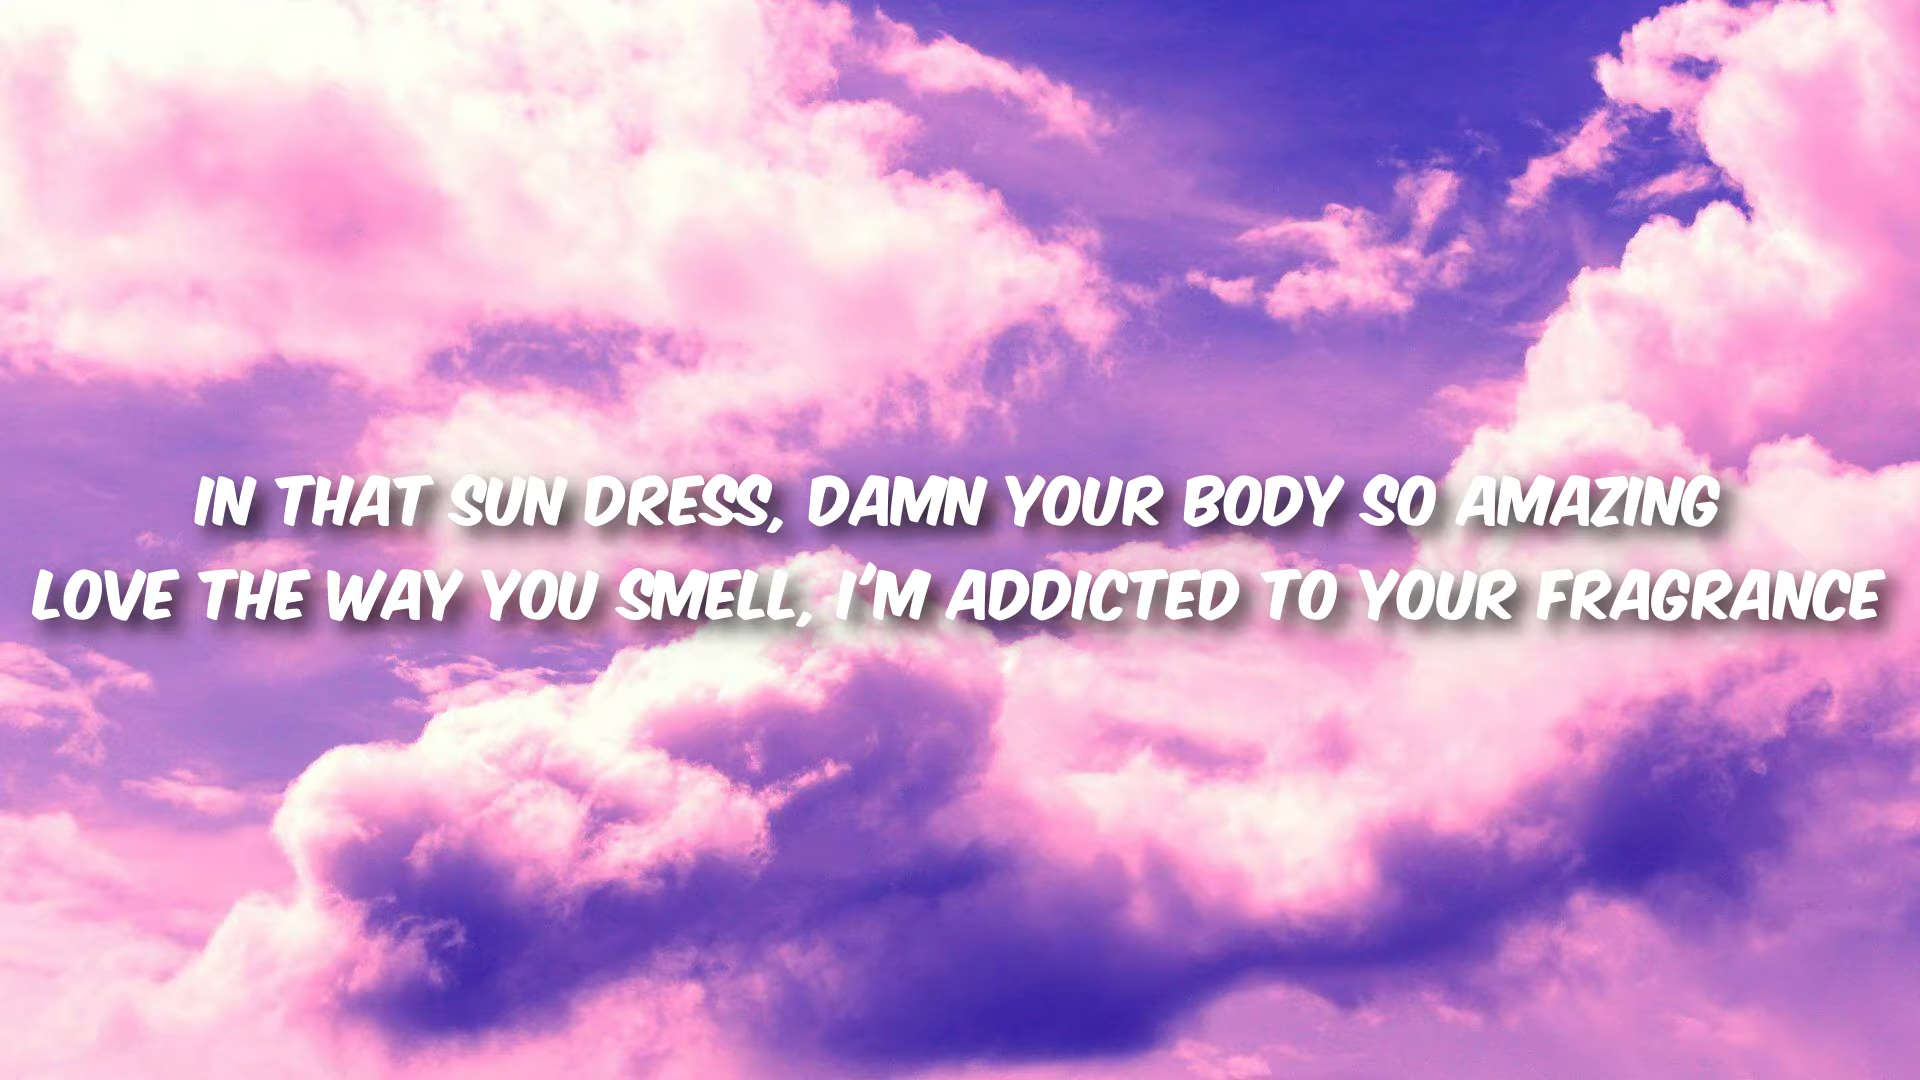 IN THAT SUN DRESS, DAMN YOUR BODY SO AMAZING
LOVE THE WAY YOU SMELL, I'M ADDICTED TO YOUR FRAGRANCE